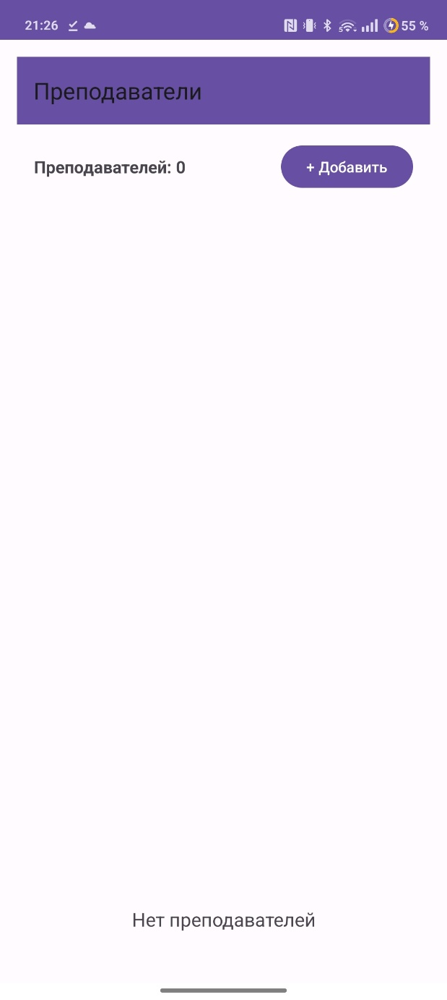 21:26 55 %
Преподаватели
Преподавателей: 0 + Добавить
Нет преподавателей